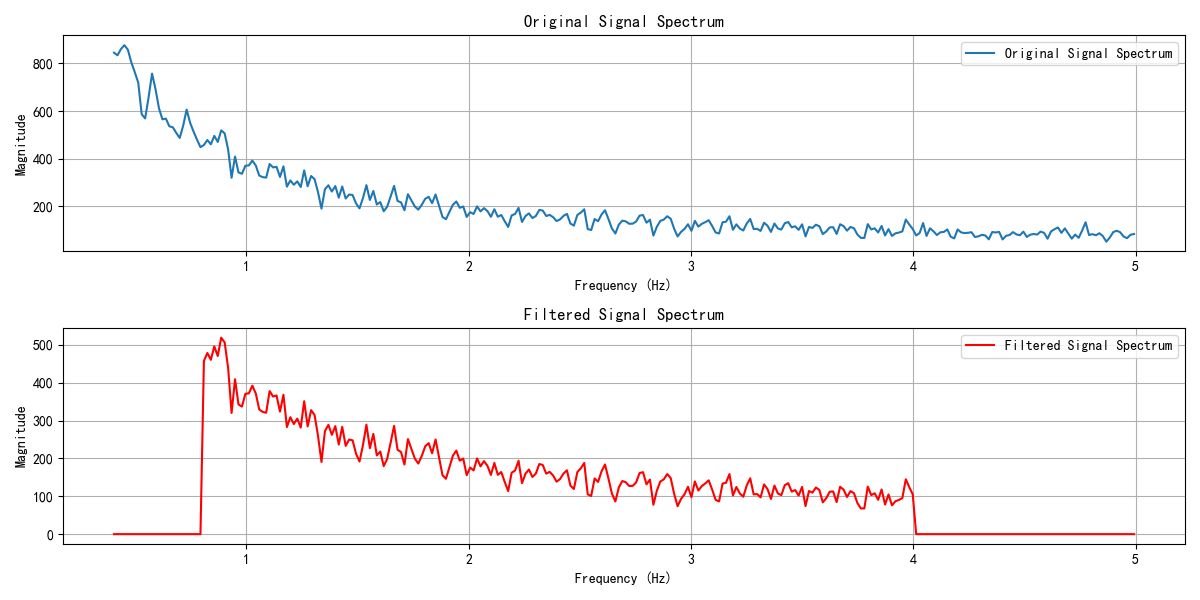 Original Signal Spectrum
Original Signal Spectrum
800
600
400
200
Magnitude
1 2 3 4 5
Frequency (Hz)
Filtered Signal Spectrum
Filtered Signal Spectrum
500
400
300
200
100
0
Magnitude
1 2 3 4 5
Frequency (Hz)